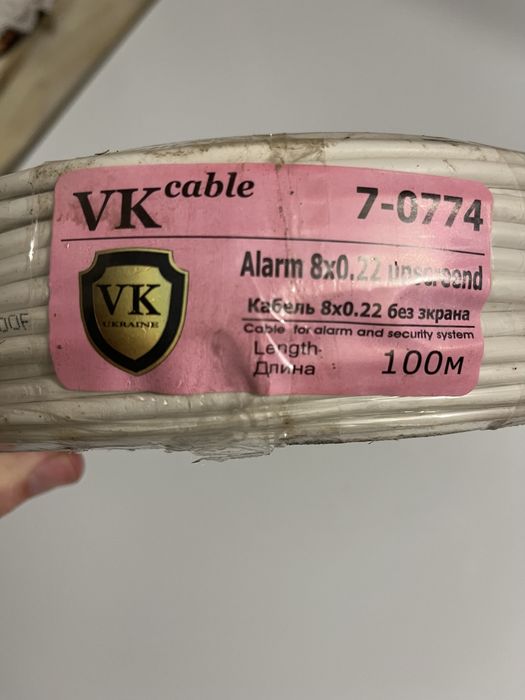 VK cable
7-0774
VK
UKRAINE
Alarm 8x0.22 unscreend
Кабель 8x0.22 без зкрана
Cable for alarm and security system
Length-
Длина
100м